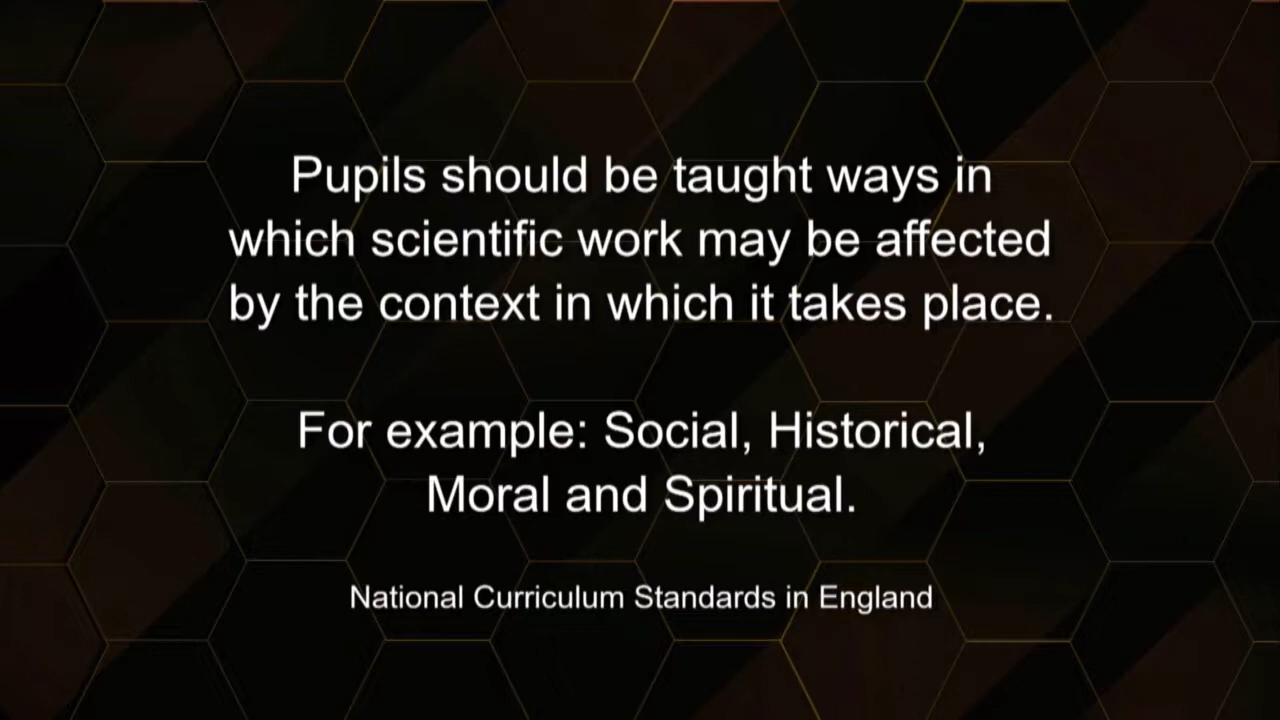 Pupils should be taught ways in
which scientific work may be affected
by the context in which it takes place.
For example: Social, Historical,
Moral and Spiritual.
National Curriculum Standards in England